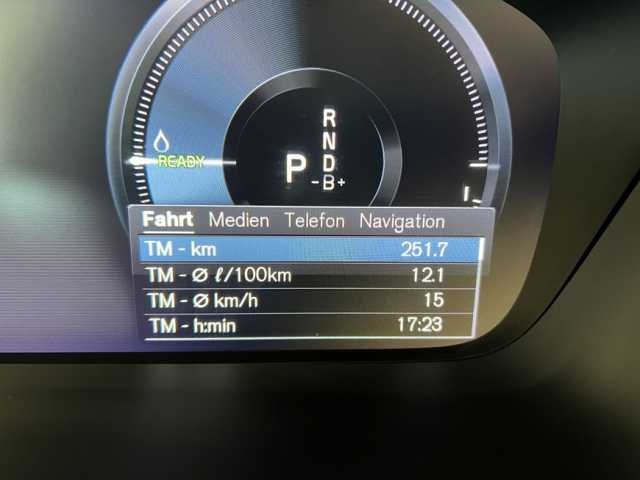 R
N
READY P D
-B+
Fahrt Medien Telefon Navigation
TM - km 251.7
TM - Ø ℓ/100km 12.1
TM - Ø km/h 15
TM - h:min 17:23